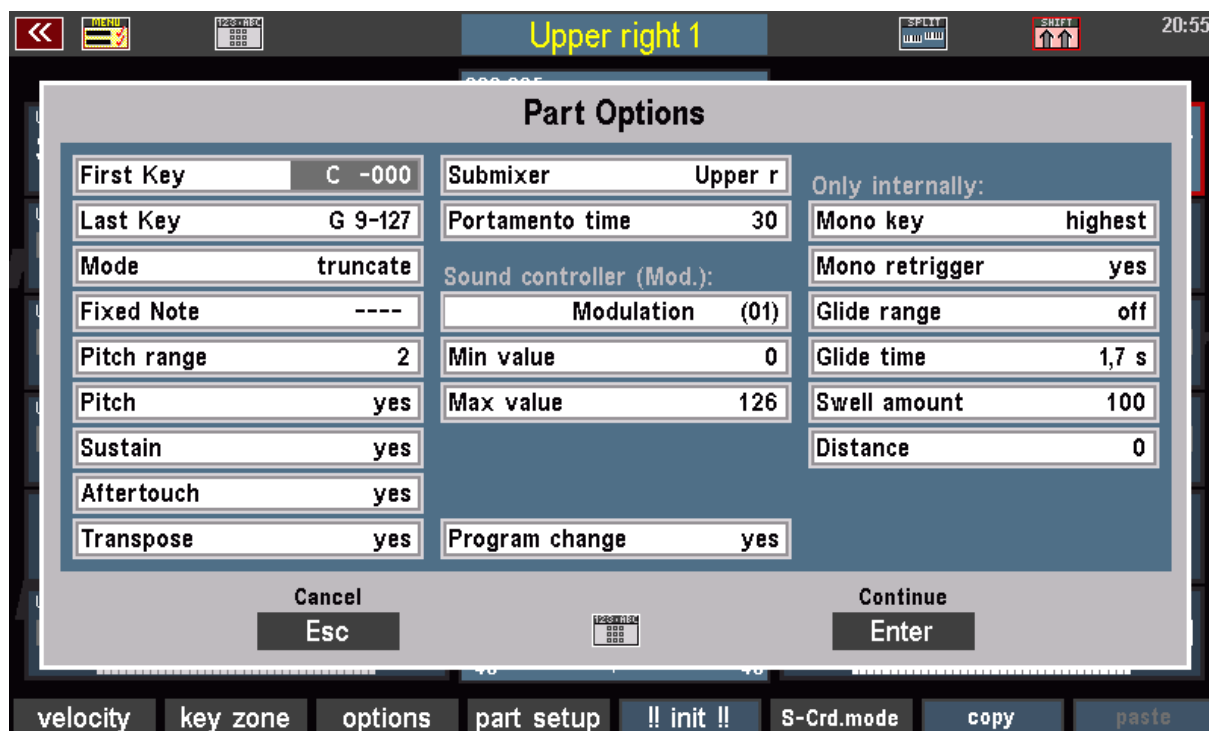 MENU
123·ABC
Upper right 1
SPLIT
SHIFT
20:55
Part Options
First Key C -000
Last Key G 9-127
Mode truncate
Fixed Note ----
Pitch range 2
Pitch yes
Sustain yes
Aftertouch yes
Transpose yes
Submixer Upper r
Portamento time 30
Sound controller (Mod.):
Modulation (01)
Min value 0
Max value 126
Program change yes
Only internally:
Mono key highest
Mono retrigger yes
Glide range off
Glide time 1,7 s
Swell amount 100
Distance 0
Cancel
Esc
123·ABC
Continue
Enter
velocity key zone options part setup !! init !! S-Crd.mode copy paste